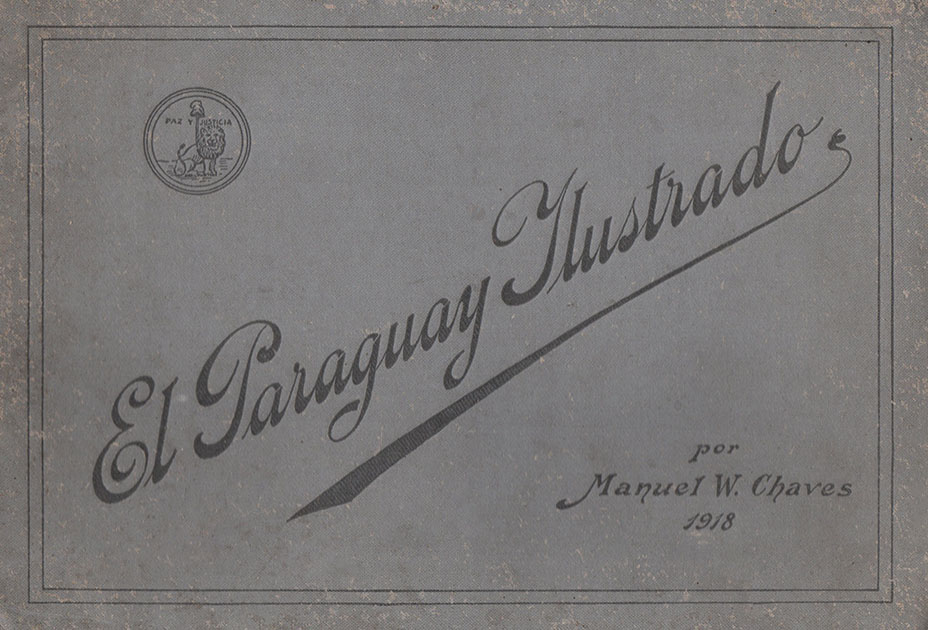 PAZ Y JUSTICIA
El Paraguay Ilustrado
por
Manuel W. Chaves
1918